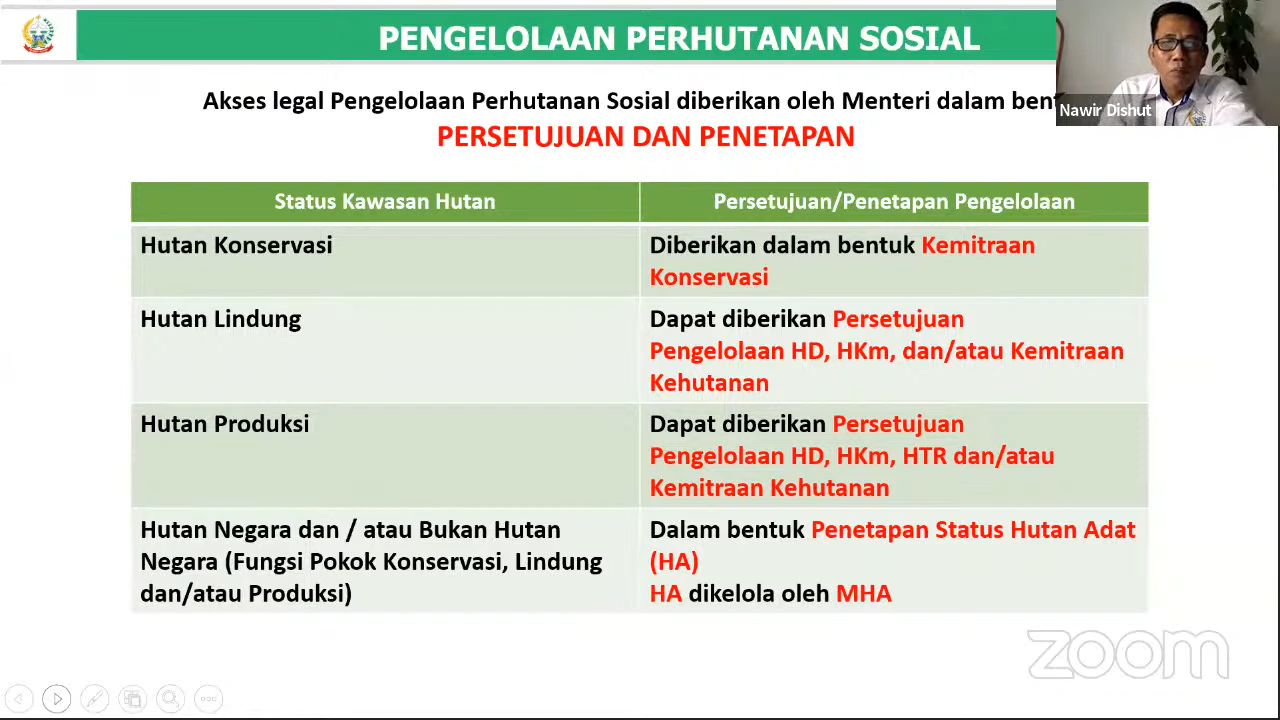 PENGELOLAAN PERHUTANAN SOSIAL
Akses legal Pengelolaan Perhutanan Sosial diberikan oleh Menteri dalam
PERSETUJUAN DAN PENETAPAN
Nawir Dishut
Status Kawasan Hutan
Persetujuan/Penetapan Pengelolaan
Hutan Konservasi
Diberikan dalam bentuk Kemitraan
Konservasi
Hutan Lindung
Dapat diberikan Persetujuan
Pengelolaan HD, HKm, dan/atau Kemitraan
Kehutanan
Hutan Produksi
Dapat diberikan Persetujuan
Pengelolaan HD, HKm, HTR dan/atau
Kemitraan Kehutanan
Hutan Negara dan / atau Bukan Hutan
Negara (Fungsi Pokok Konservasi, Lindung
dan/atau Produksi)
Dalam bentuk Penetapan Status Hutan Adat
(HA)
HA dikelola oleh MHA
zoom